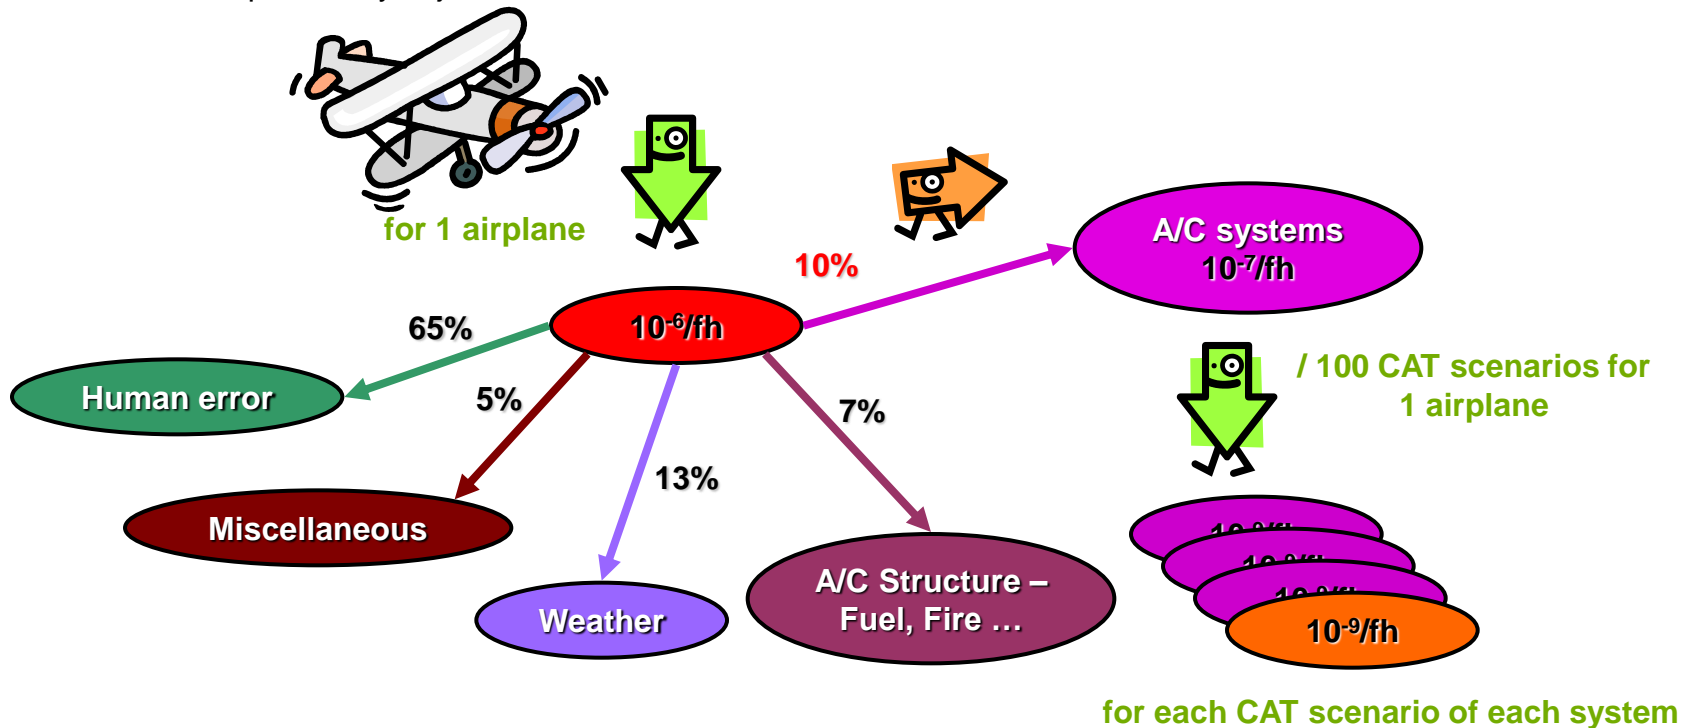 for 1 airplane
10%
A/C systems
10⁻⁷/fh
65%
10⁻⁶/fh
Human error
5%
7%
/ 100 CAT scenarios for
1 airplane
13%
Miscellaneous
A/C Structure –
Fuel, Fire …
Weather
10⁻⁹/fh
for each CAT scenario of each system